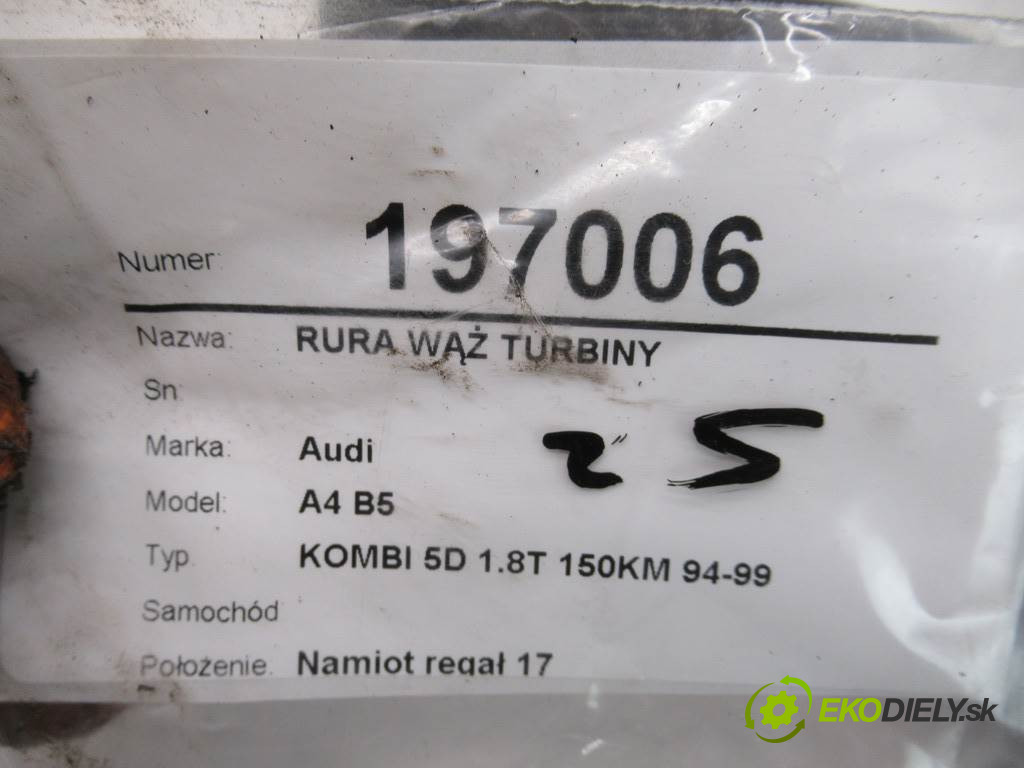 Numer: 197006
Nazwa: RURA WĄŻ TURBINY
Sn
Marka: Audi
25
Model: A4 B5
Typ KOMBI 5D 1.8T 150KM 94-99
Samochód
Położenie. Namiot regał 17
EKODIELY.sk